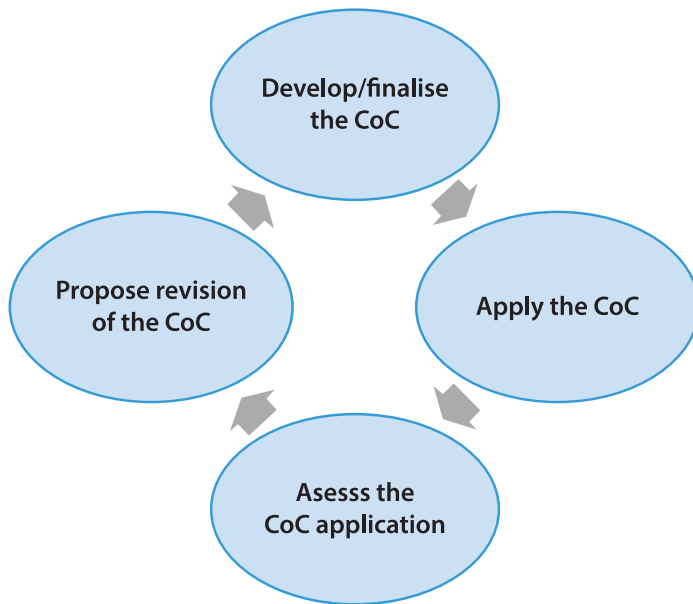 Develop/finalise
the CoC
Propose revision
of the CoC
Apply the CoC
Asesss the
CoC application